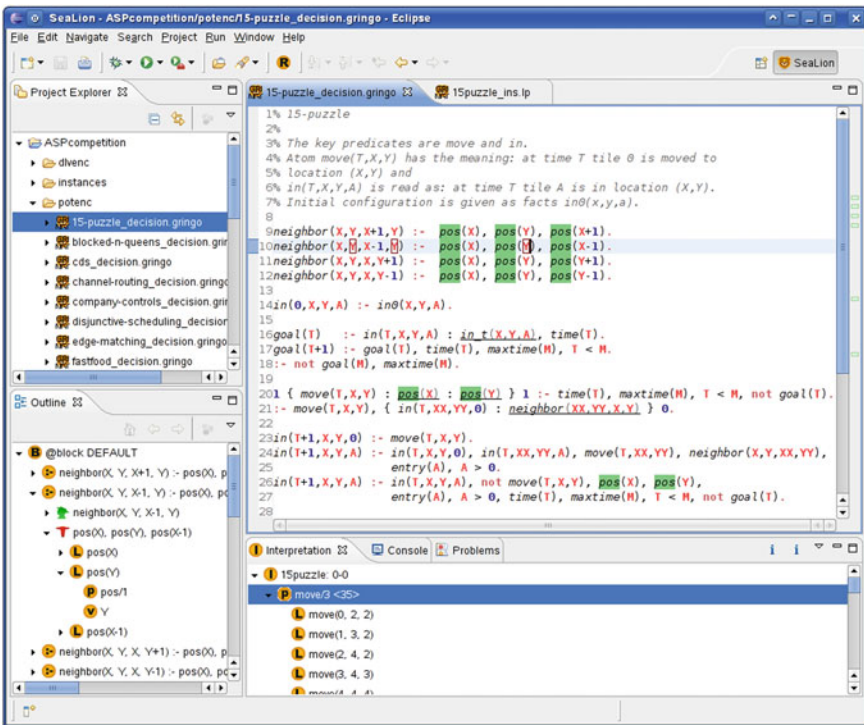 SeaLion - ASPcompetition/potenc/15-puzzle_decision.gringo - Eclipse
File Edit Navigate Search Project Run Window Help
SeaLion
Project Explorer
ASPcompetition
dlvenc
instances
potenc
15-puzzle_decision.gringo
blocked-n-queens_decision.grin
cds_decision.gringo
channel-routing_decision.gringo
company-controls_decision.grin
disjunctive-scheduling_decision
edge-matching_decision.gringo
fastfood_decision.gringo
Outline
@block DEFAULT
neighbor(X, Y, X+1, Y) :- pos(X), p
neighbor(X, Y, X-1, Y) :- pos(X), po
neighbor(X, Y, X-1, Y)
pos(X), pos(Y), pos(X-1)
pos(X)
pos(Y)
pos/1
Y
pos(X-1)
neighbor(X, Y, X, Y+1) :- pos(X), p
neighbor(X, Y, X, Y-1) :- pos(X), po
15-puzzle_decision.gringo 15puzzle_ins.lp
1% 15-puzzle
2%
3% The key predicates are move and in.
4% Atom move(T,X,Y) has the meaning: at time T tile 0 is moved to
5% location (X,Y) and
6% in(T,X,Y,A) is read as: at time T tile A is in location (X,Y).
7% Initial configuration is given as facts in0(x,y,a).
8
9neighbor(X,Y,X+1,Y) :- pos(X), pos(Y), pos(X+1).
10neighbor(X,Y,X-1,Y) :- pos(X), pos(Y), pos(X-1).
11neighbor(X,Y,X,Y+1) :- pos(X), pos(Y), pos(Y+1).
12neighbor(X,Y,X,Y-1) :- pos(X), pos(Y), pos(Y-1).
13
14in(0,X,Y,A) :- in0(X,Y,A).
15
16goal(T) :- in(T,X,Y,A) : in_t(X,Y,A), time(T).
17goal(T+1) :- goal(T), time(T), maxtime(M), T < M.
18:- not goal(M), maxtime(M).
19
201 { move(T,X,Y) : pos(X) : pos(Y) } 1 :- time(T), maxtime(M), T < M, not goal(T).
21:- move(T,X,Y), { in(T,XX,YY,0) : neighbor(XX,YY,X,Y) } 0.
22
23in(T+1,X,Y,0) :- move(T,X,Y).
24in(T+1,X,Y,A) :- in(T,X,Y,0), in(T,XX,YY,A), move(T,XX,YY), neighbor(X,Y,XX,YY),
25 entry(A), A > 0.
26in(T+1,X,Y,A) :- in(T,X,Y,A), not move(T,X,Y), pos(X), pos(Y),
27 entry(A), A > 0, time(T), maxtime(M), T < M, not goal(T).
28
Interpretation Console Problems
15puzzle: 0-0
move/3 <35>
move(0, 2, 2)
move(1, 3, 2)
move(2, 4, 2)
move(3, 4, 3)
move(4, 4, 4)